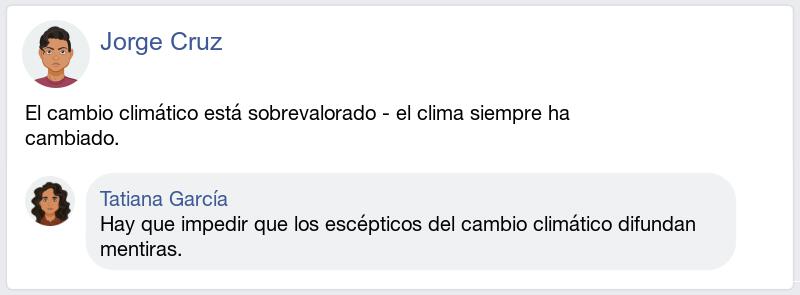 Jorge Cruz
El cambio climático está sobrevalorado - el clima siempre ha
cambiado.
Tatiana García
Hay que impedir que los escépticos del cambio climático difundan
mentiras.